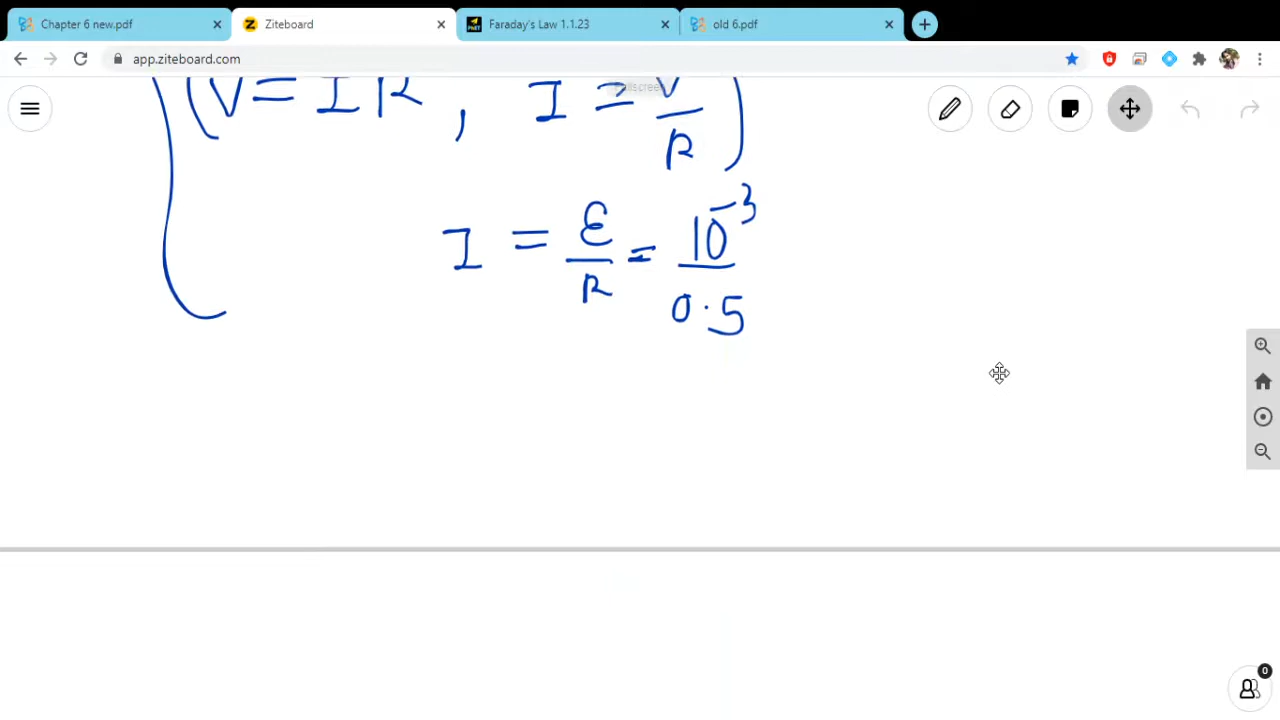 Chapter 6 new.pdf
Ziteboard
Faraday's Law 1.1.23
old 6.pdf
app.ziteboard.com
(V = IR , I = V/R)
I = ε/R = 10⁻³/0.5
0